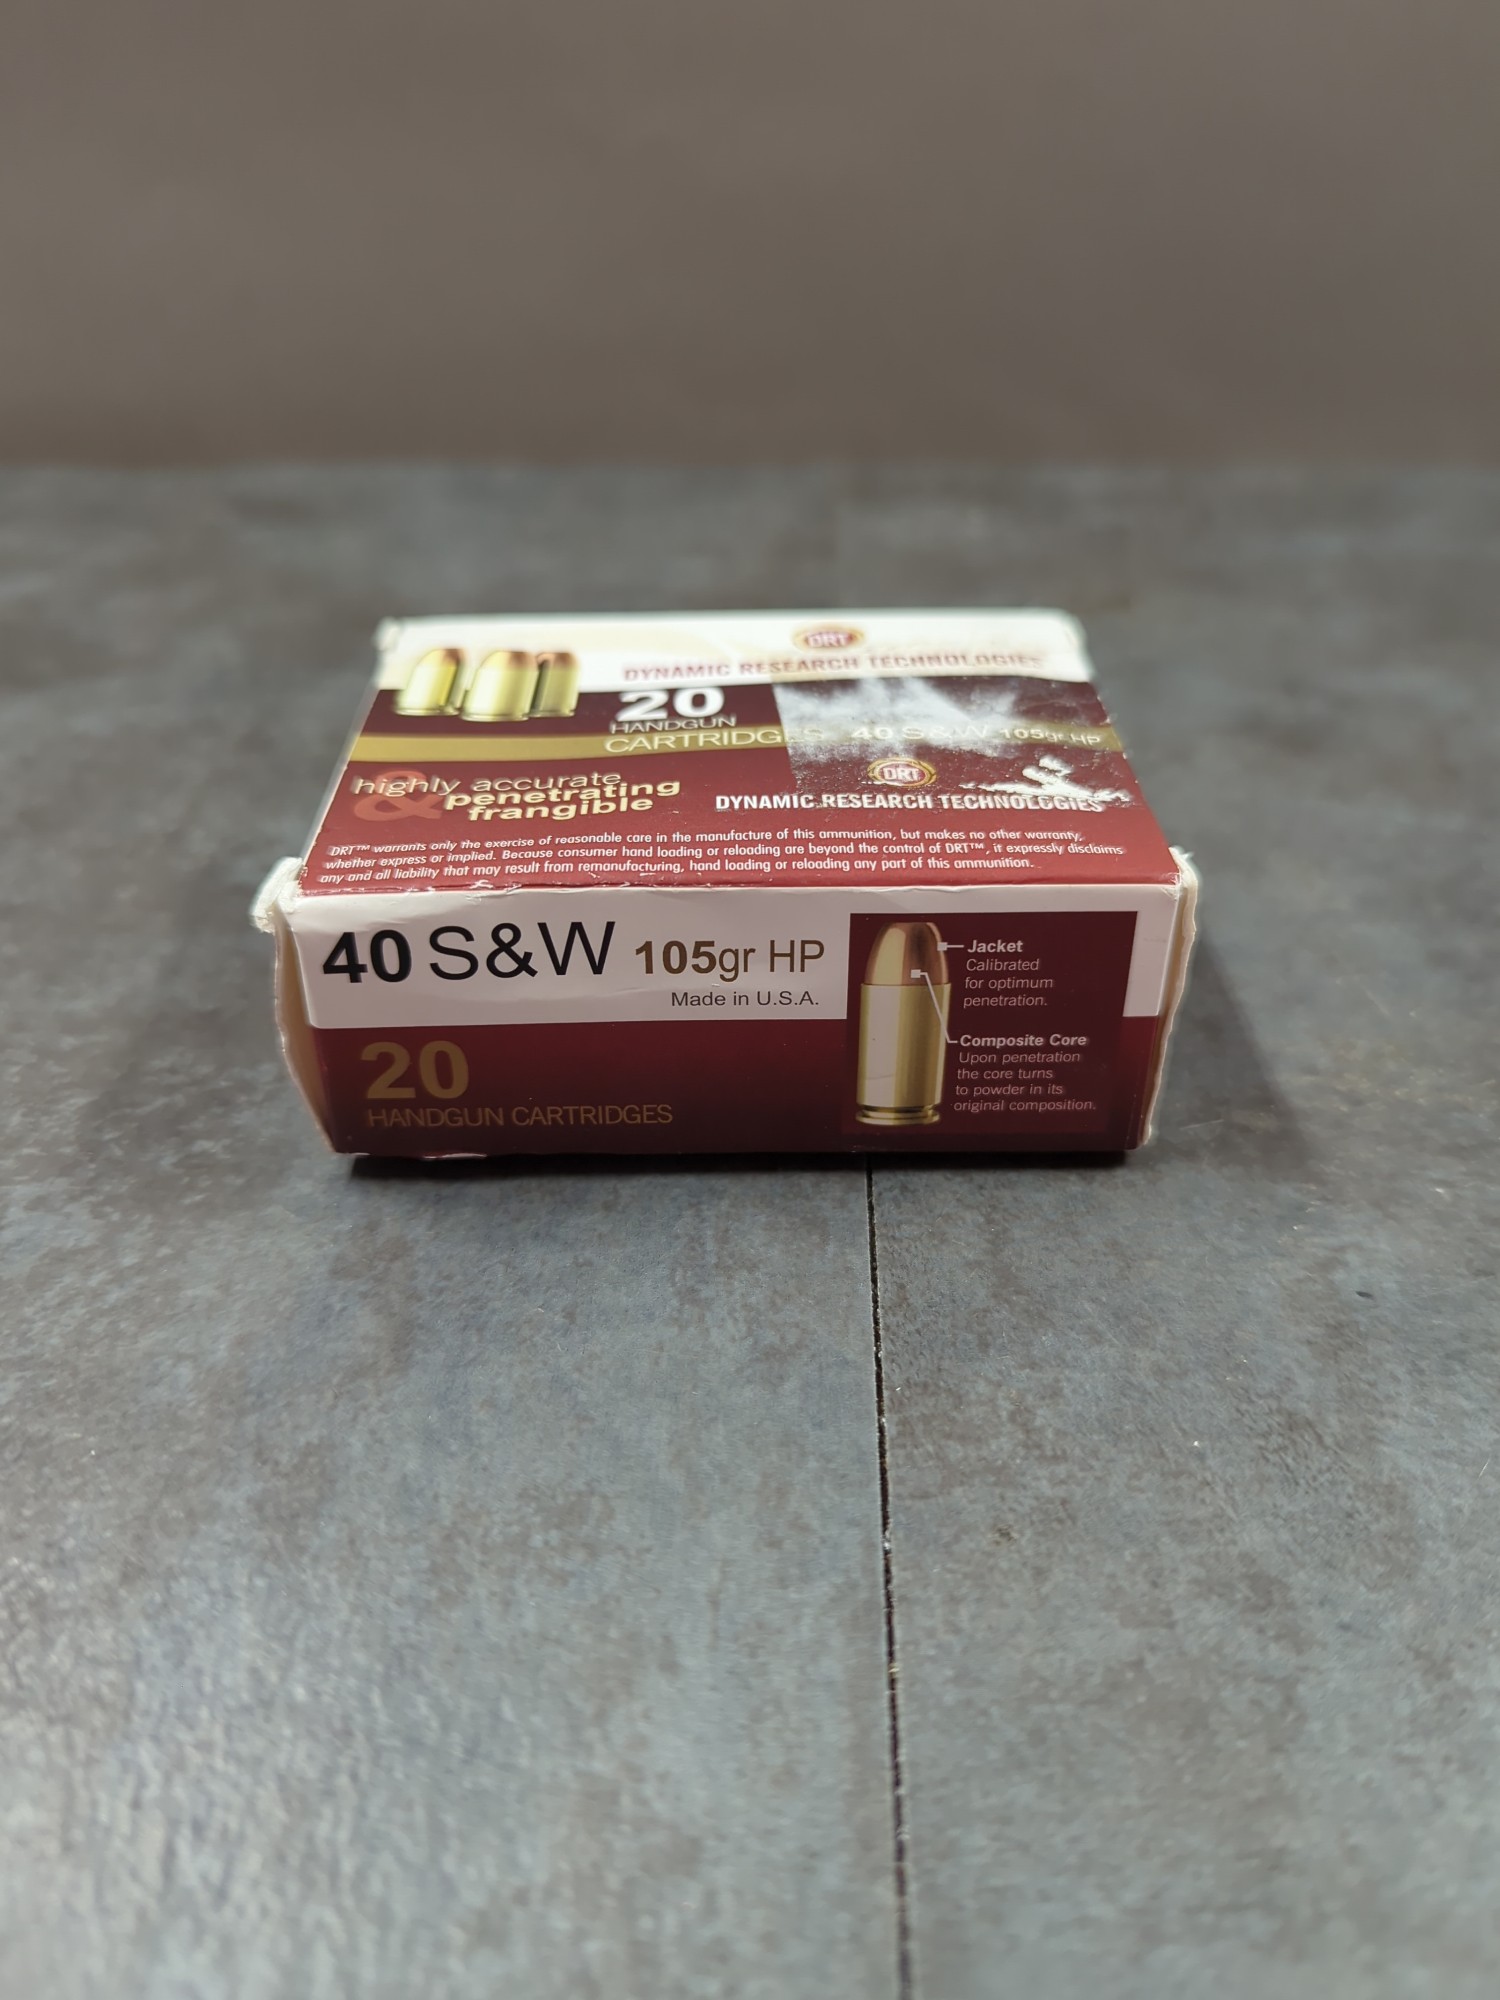 DRT
DYNAMIC RESEARCH TECHNOLOGIES
20
HANDGUN
CARTRIDGES
40 S&W 105gr HP
highly accurate
&
penetrating
frangible
DRT
DYNAMIC RESEARCH TECHNOLOGIES
DRT™ warrants only the exercise of reasonable care in the manufacture of this ammunition, but makes no other warranty,
whether express or implied. Because consumer hand loading or reloading are beyond the control of DRT™, it expressly disclaims
any and all liability that may result from remanufacturing, hand loading or reloading any part of this ammunition.
40 S&W 105gr HP
Made in U.S.A.
20
HANDGUN CARTRIDGES
Jacket
Calibrated
for optimum
penetration.
Composite Core
Upon penetration
the core turns
to powder in its
original composition.